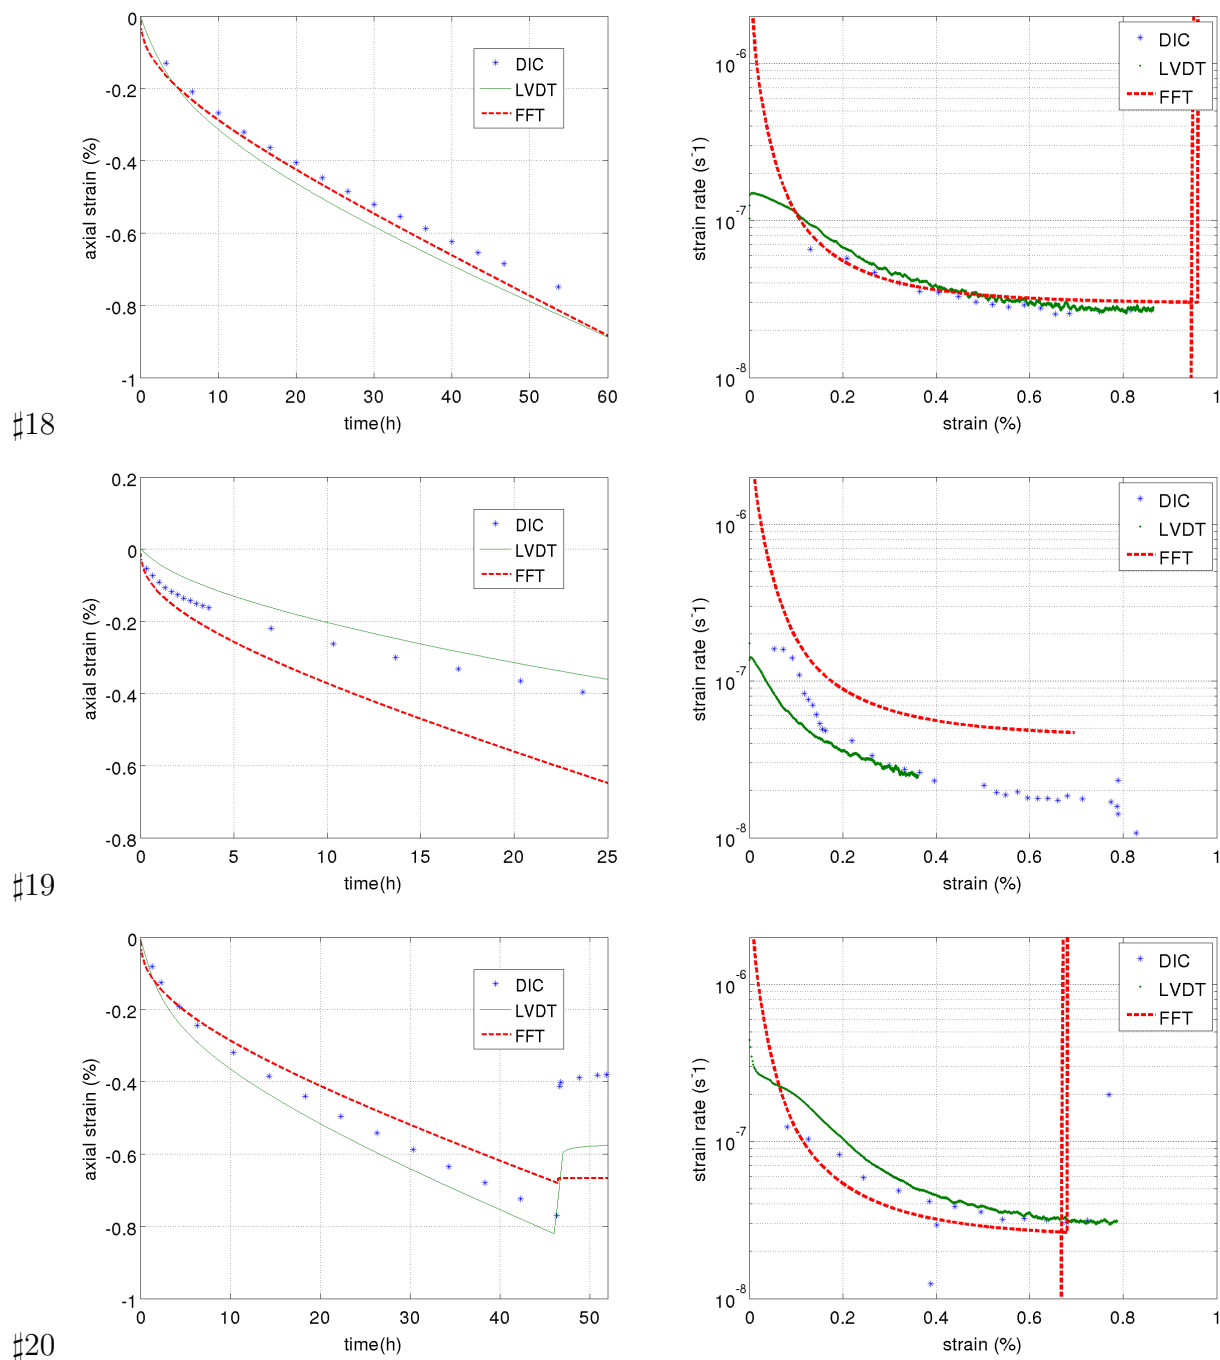 0
-0.2
-0.4
-0.6
-0.8
-1
0 10 20 30 40 50 60
axial strain (%)
time(h)
DIC
LVDT
FFT
10^-6
10^-7
10^-8
0 0.2 0.4 0.6 0.8 1
strain rate (s^-1)
strain (%)
DIC
LVDT
FFT
♯18
0.2
0
-0.2
-0.4
-0.6
-0.8
0 5 10 15 20 25
axial strain (%)
time(h)
DIC
LVDT
FFT
10^-6
10^-7
10^-8
0 0.2 0.4 0.6 0.8 1
strain rate (s^-1)
strain (%)
DIC
LVDT
FFT
♯19
0
-0.2
-0.4
-0.6
-0.8
-1
0 10 20 30 40 50
axial strain (%)
time(h)
DIC
LVDT
FFT
10^-6
10^-7
10^-8
0 0.2 0.4 0.6 0.8 1
strain rate (s^-1)
strain (%)
DIC
LVDT
FFT
♯20